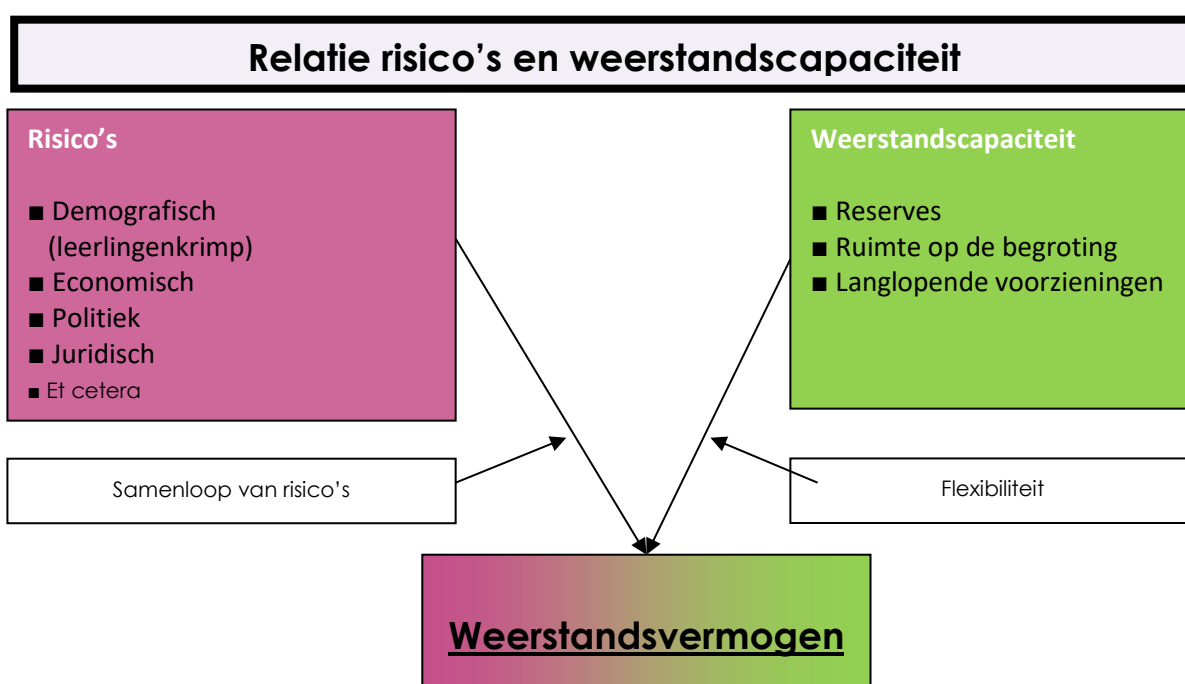 Relatie risico’s en weerstandscapaciteit
Risico’s
■ Demografisch
(leerlingenkrimp)
■ Economisch
■ Politiek
■ Juridisch
■ Et cetera
Weerstandscapaciteit
■ Reserves
■ Ruimte op de begroting
■ Langlopende voorzieningen
Samenloop van risico’s
Flexibiliteit
Weerstandsvermogen